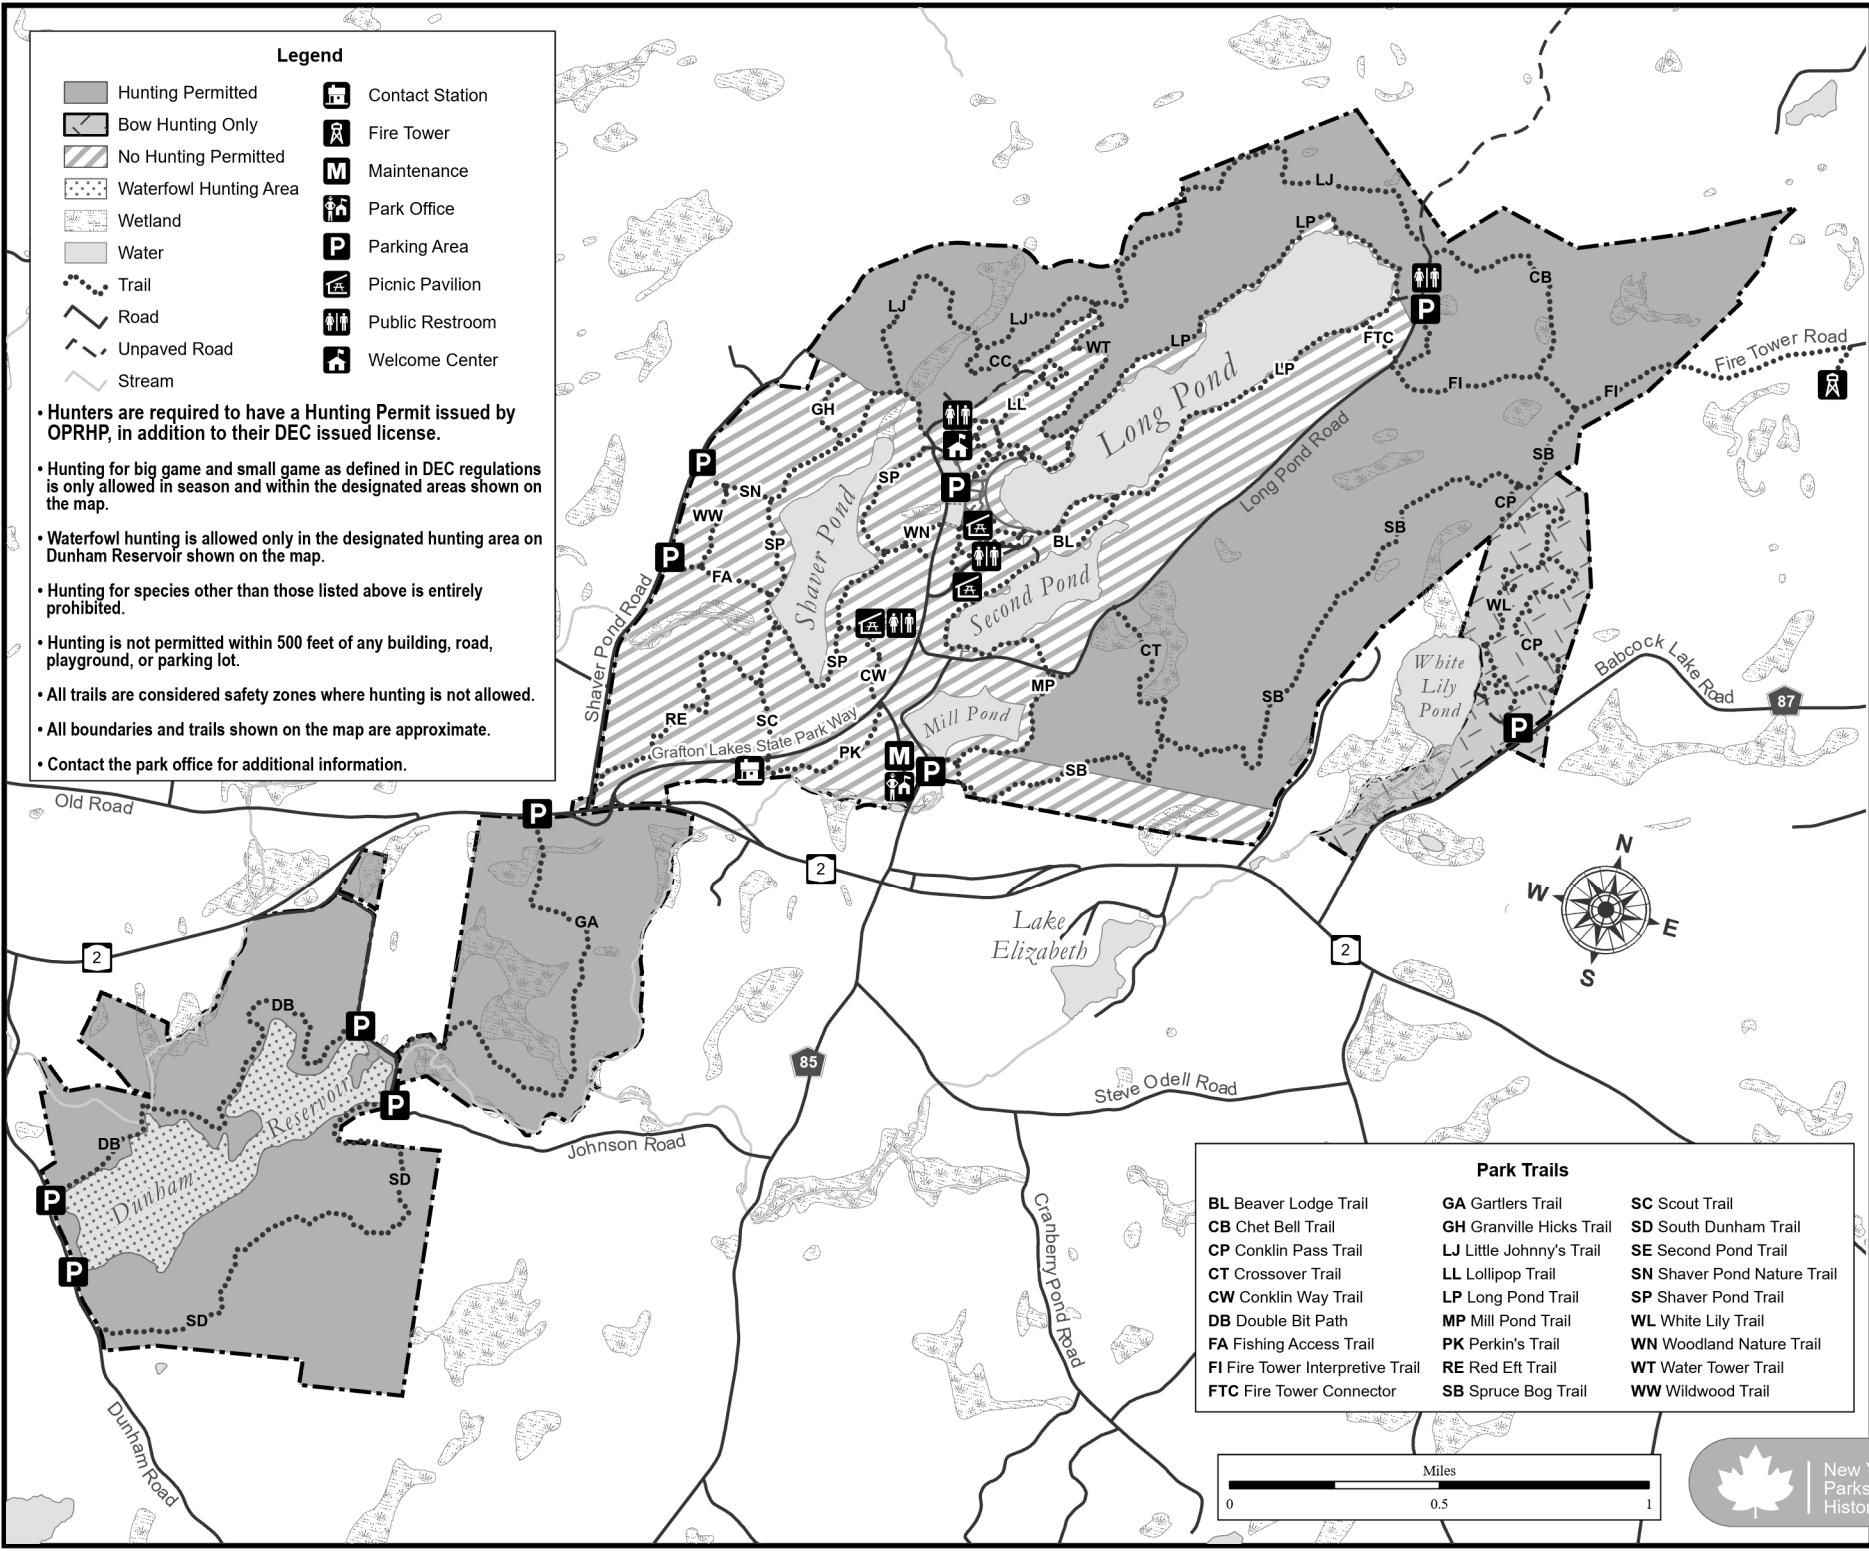 Legend
Hunting Permitted
Bow Hunting Only
No Hunting Permitted
Waterfowl Hunting Area
Wetland
Water
Trail
Road
Unpaved Road
Stream
Contact Station
Fire Tower
M Maintenance
Park Office
P Parking Area
Picnic Pavilion
Public Restroom
Welcome Center
• Hunters are required to have a Hunting Permit issued by
OPRHP, in addition to their DEC issued license.
• Hunting for big game and small game as defined in DEC regulations
is only allowed in season and within the designated areas shown on
the map.
• Waterfowl hunting is allowed only in the designated hunting area on
Dunham Reservoir shown on the map.
• Hunting for species other than those listed above is entirely
prohibited.
• Hunting is not permitted within 500 feet of any building, road,
playground, or parking lot.
• All trails are considered safety zones where hunting is not allowed.
• All boundaries and trails shown on the map are approximate.
• Contact the park office for additional information.
LJ
LP
CB
LJ
LJ
WT
LP
FTC
CC
LP
Fire Tower Road
FI
FI
GH
LL
Long Pond
P
P
SP
SN
P
Long Pond Road
SB
CP
WW
SP
WN
BL
SB
Shaver Pond
P
FA
Second Pond
WL
Shaver Pond Road
SP
CW
CT
CP
White
Lily
Pond
Babcock Lake Road
87
RE
SC
MP
SB
Mill Pond
Grafton Lakes State Park Way
PK
M
P
SB
P
Old Road
P
2
GA
Lake
Elizabeth
2
2
N
W
E
S
DB
P
85
Steve Odell Road
P
DB
Reservoir
Dunham
Johnson Road
SD
P
P
SD
Cranberry Pond Road
Dunham Road
Park Trails
BL Beaver Lodge Trail
CB Chet Bell Trail
CP Conklin Pass Trail
CT Crossover Trail
CW Conklin Way Trail
DB Double Bit Path
FA Fishing Access Trail
FI Fire Tower Interpretive Trail
FTC Fire Tower Connector
GA Gartlers Trail
GH Granville Hicks Trail
LJ Little Johnny's Trail
LL Lollipop Trail
LP Long Pond Trail
MP Mill Pond Trail
PK Perkin's Trail
RE Red Eft Trail
SB Spruce Bog Trail
SC Scout Trail
SD South Dunham Trail
SE Second Pond Trail
SN Shaver Pond Nature Trail
SP Shaver Pond Trail
WL White Lily Trail
WN Woodland Nature Trail
WT Water Tower Trail
WW Wildwood Trail
Miles
0 0.5 1
New Y
Parks
Histo